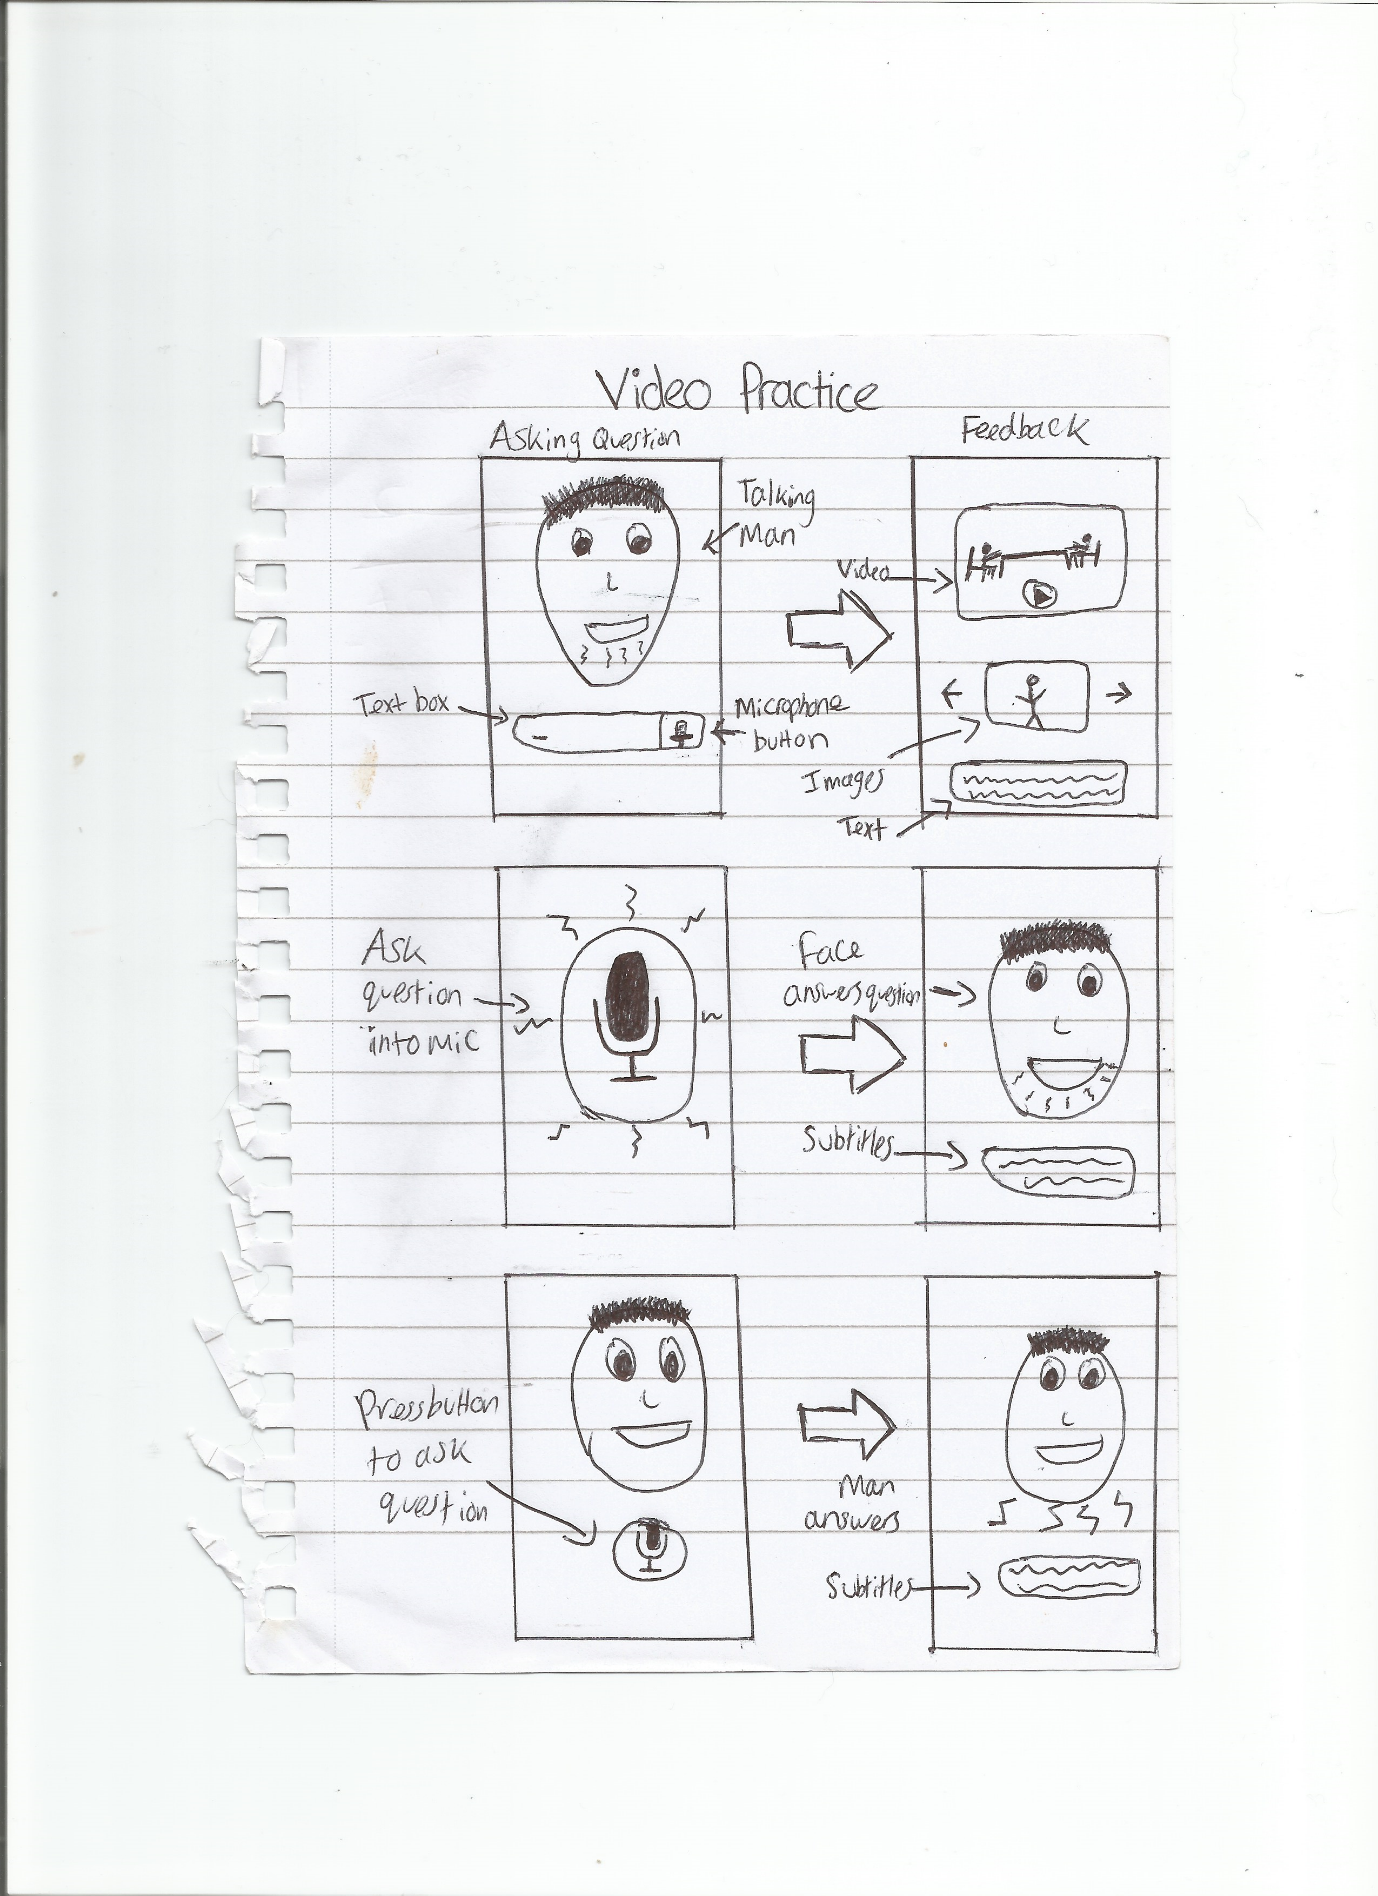 Video Practice
Asking Question
Feedback
Talking
Man
Video
Text box
Microphone
button
Images
Text
Ask
question
into mic
Face
answers question
Subtitles
Press button
to ask
question
Man
answers
Subtitles